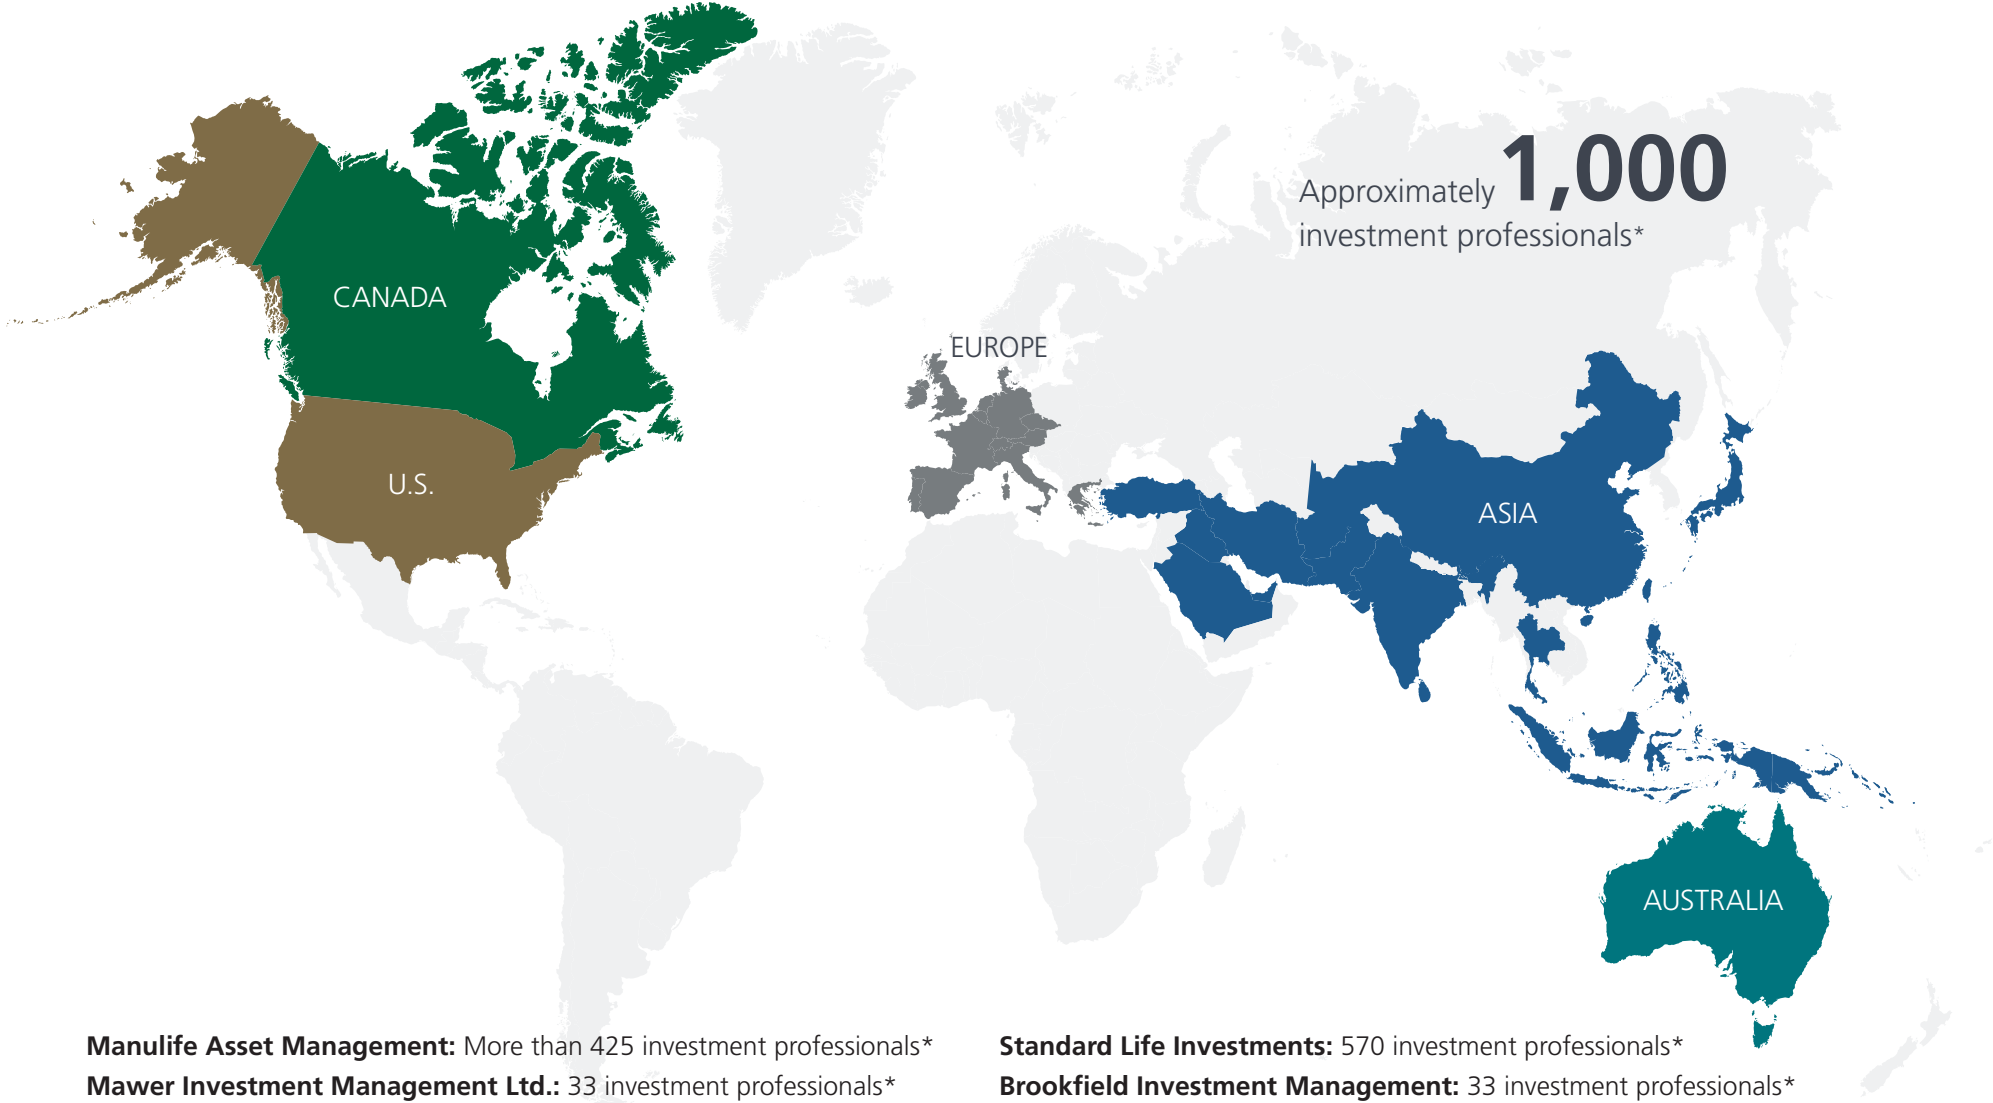 Approximately 1,000
investment professionals*
CANADA
EUROPE
U.S.
ASIA
AUSTRALIA
Manulife Asset Management: More than 425 investment professionals*
Mawer Investment Management Ltd.: 33 investment professionals*
Standard Life Investments: 570 investment professionals*
Brookfield Investment Management: 33 investment professionals*